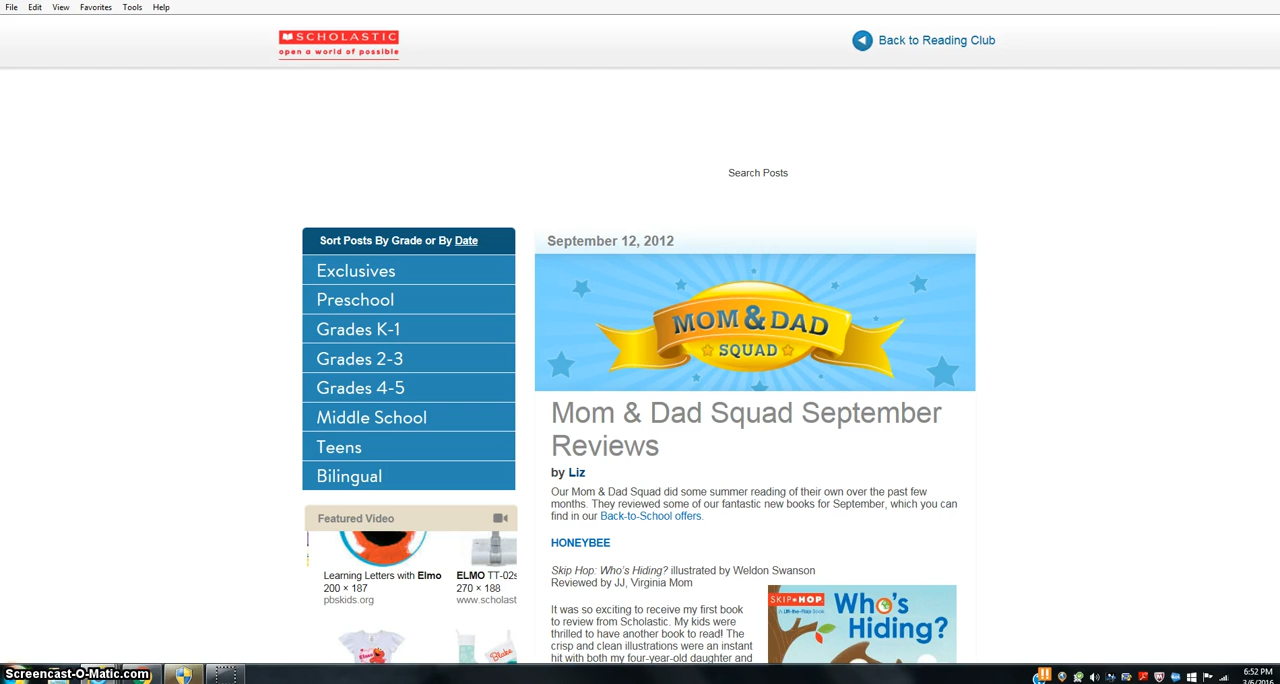 File Edit View Favorites Tools Help
SCHOLASTIC
open a world of possible
Back to Reading Club
Search Posts
Sort Posts By Grade or By Date
Exclusives
Preschool
Grades K-1
Grades 2-3
Grades 4-5
Middle School
Teens
Bilingual
Featured Video
Learning Letters with Elmo
200 × 187
pbskids.org
ELMO TT-02s
270 × 188
www.scholast
September 12, 2012
MOM & DAD
SQUAD
Mom & Dad Squad September
Reviews
by Liz
Our Mom & Dad Squad did some summer reading of their own over the past few
months. They reviewed some of our fantastic new books for September, which you can
find in our Back-to-School offers.
HONEYBEE
Skip Hop: Who's Hiding? illustrated by Weldon Swanson
Reviewed by JJ, Virginia Mom
It was so exciting to receive my first book
to review from Scholastic. My kids were
thrilled to have another book to read! The
crisp and clean illustrations were an instant
hit with both my four-year-old daughter and
SKIP HOP
Who's
Hiding?
Screencast-O-Matic.com
6:52 PM
3/6/2016